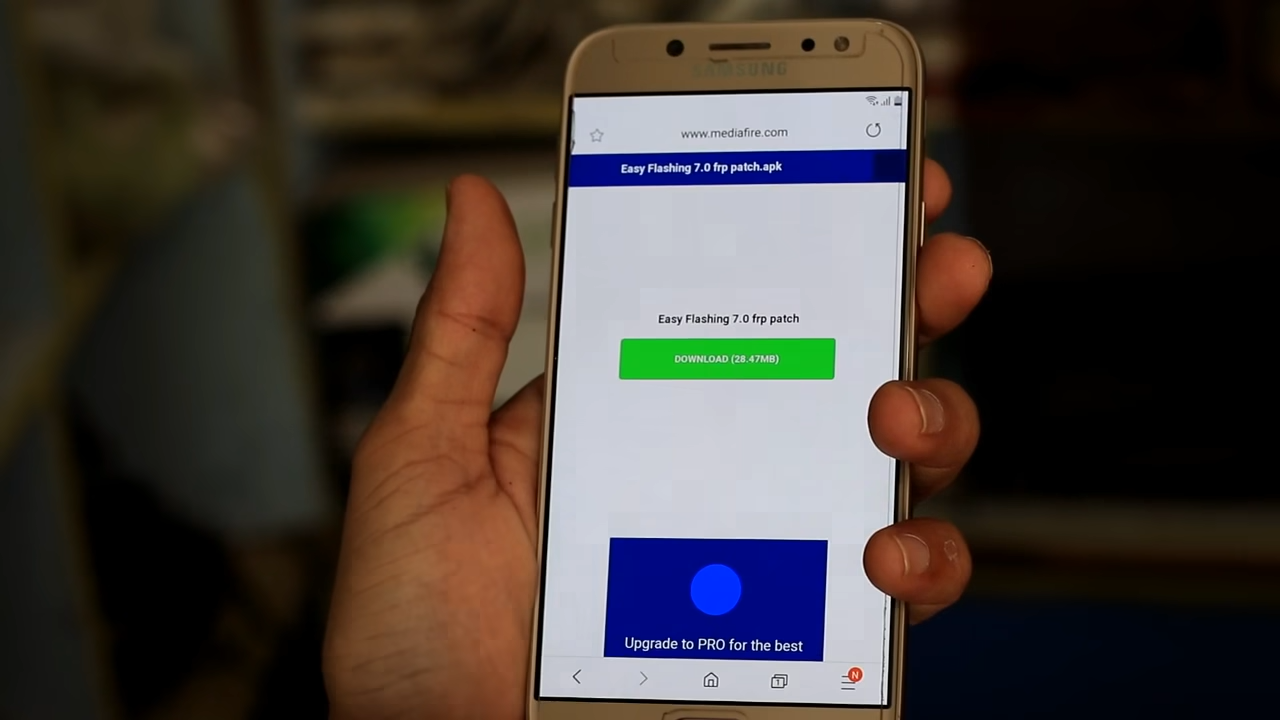 SAMSUNG
www.mediafire.com
Easy Flashing 7.0 frp patch.apk
Easy Flashing 7.0 frp patch
DOWNLOAD (28.47MB)
Upgrade to PRO for the best
1
N